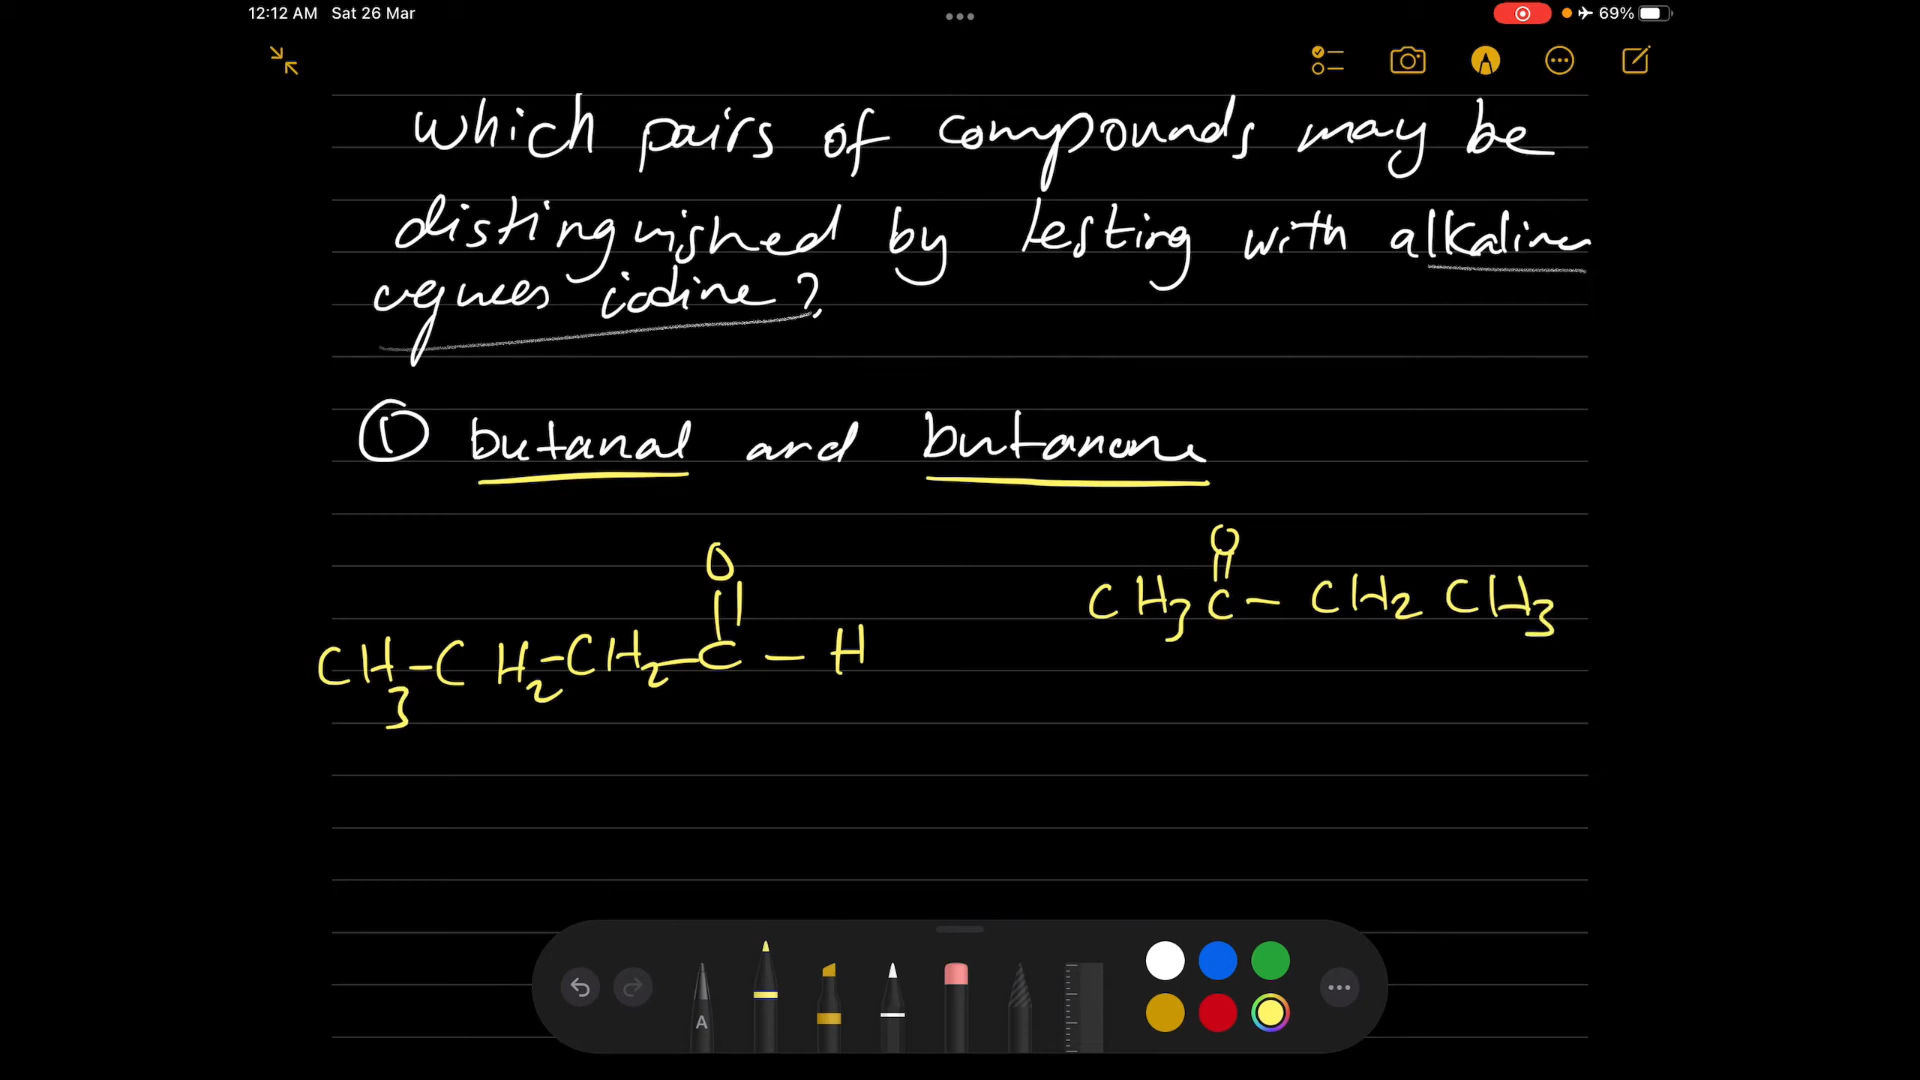 12:12 AM Sat 26 Mar
69%
which pairs of compounds may be
distinguished by testing with alkaline
aqueos iodine?
① butanal and butanone
O
CH3-CH2-CH2-C-H
O
CH3C-CH2CH3
A